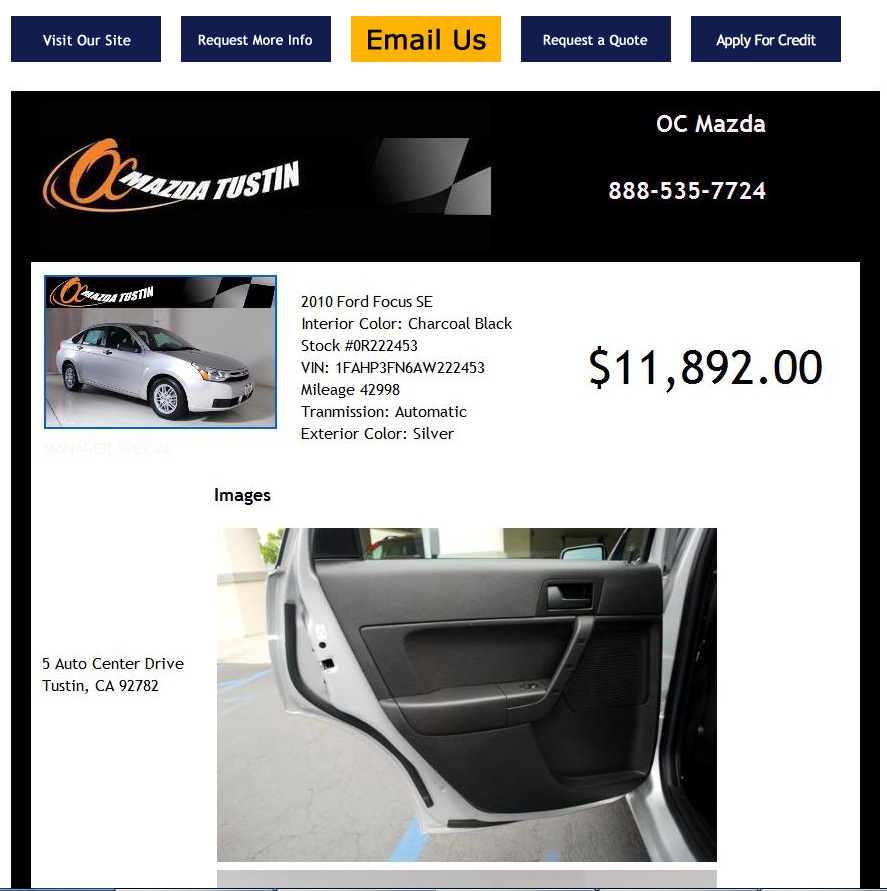 Visit Our Site
Request More Info
Email Us
Request a Quote
Apply For Credit
OC Mazda
OC MAZDA TUSTIN
888-535-7724
OC MAZDA TUSTIN
2010 Ford Focus SE
Interior Color: Charcoal Black
Stock #0R222453
VIN: 1FAHP3FN6AW222453
Mileage 42998
Tranmission: Automatic
Exterior Color: Silver
$11,892.00
MANAGER SPECIAL
Images
5 Auto Center Drive
Tustin, CA 92782